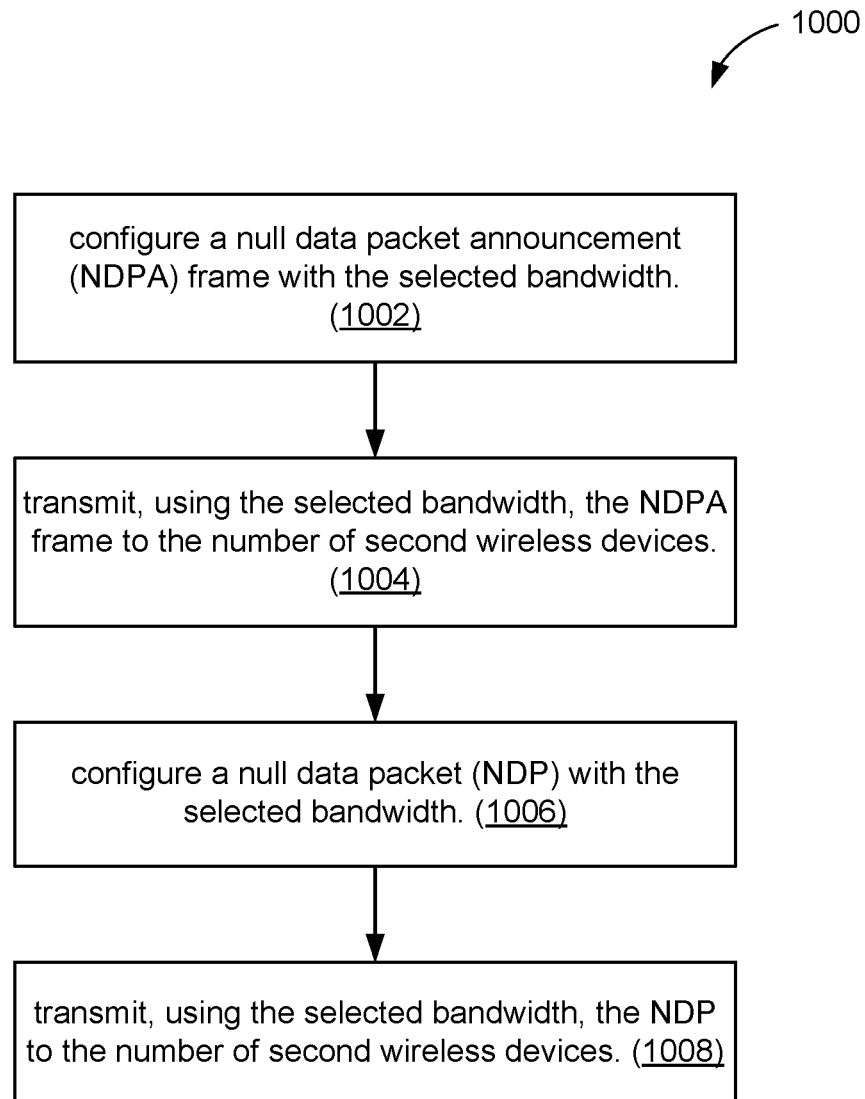 1000
configure a null data packet announcement
(NDPA) frame with the selected bandwidth.
(1002)
transmit, using the selected bandwidth, the NDPA
frame to the number of second wireless devices.
(1004)
configure a null data packet (NDP) with the
selected bandwidth. (1006)
transmit, using the selected bandwidth, the NDP
to the number of second wireless devices. (1008)